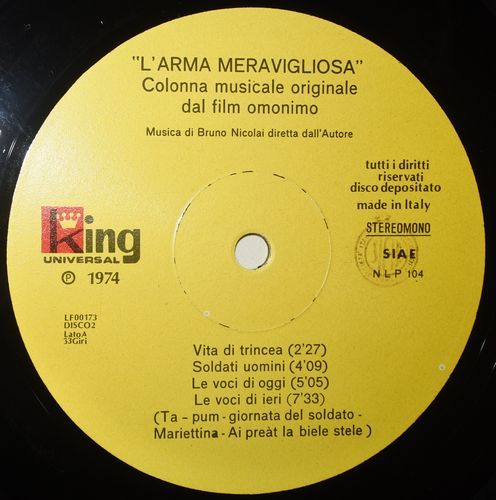 "L'ARMA MERAVIGLIOSA"
Colonna musicale originale
dal film omonimo
Musica di Bruno Nicolai diretta dall'Autore
King
UNIVERSAL
Ⓟ 1974
tutti i diritti
riservati
disco depositato
made in Italy
STEREOMONO
SIAE
NLP 104
LF00173
DISCO2
Lato A
33Giri
Vita di trincea (2'27)
Soldati uomini (4'09)
Le voci di oggi (5'05)
Le voci di ieri (7'33)
(Ta - pum - giornata del soldato -
Mariettina - Ai preàt la biele stele )